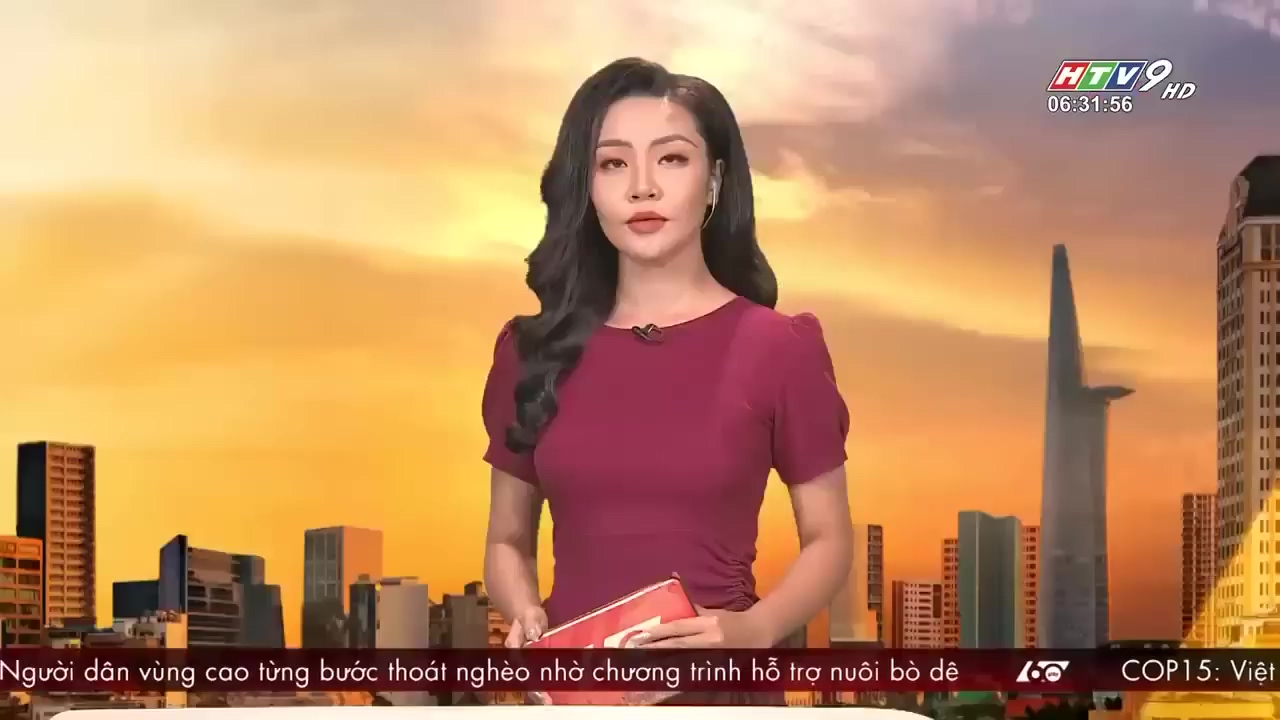 HTV9 HD
06:31:56
Người dân vùng cao từng bước thoát nghèo nhờ chương trình hỗ trợ nuôi bò dê 60 COP15: Việt